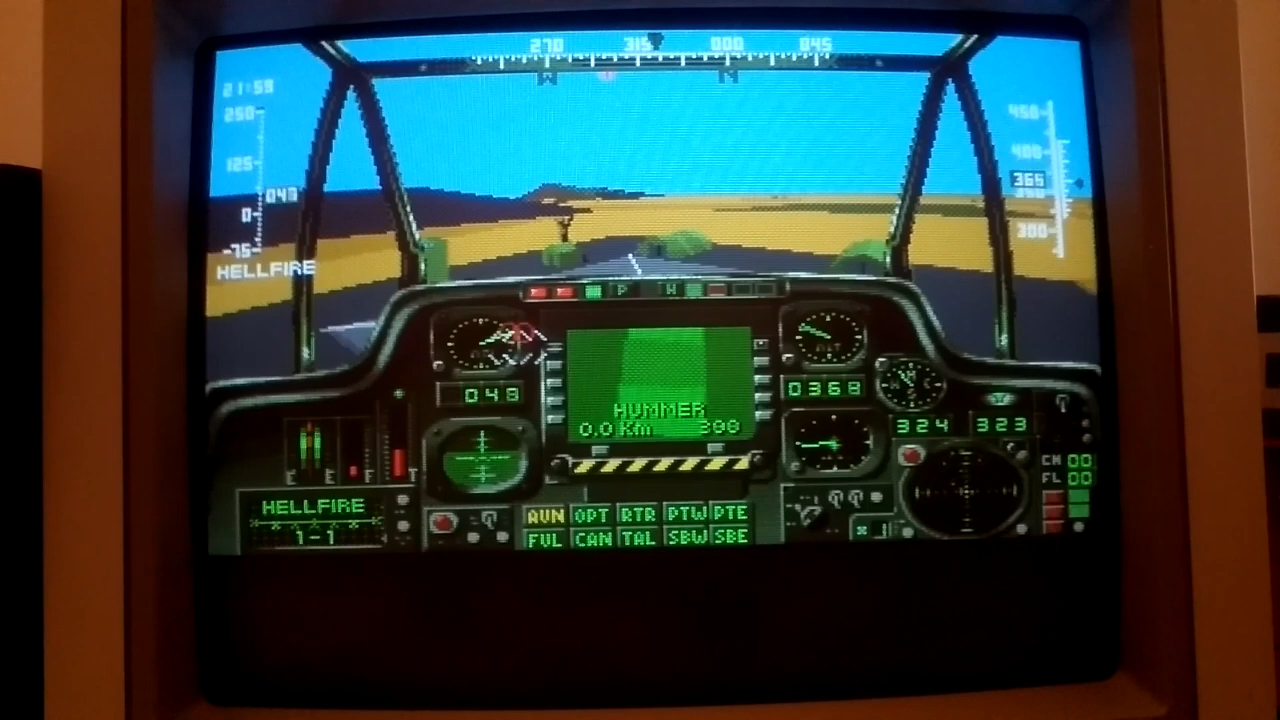 270 315 000 045
W N
21:59
250
125
0
-75
HELLFIRE
450
400
365
300
P W
048
HUMMER
0.0 Km 300
0368
324 323
E E F T
HELLFIRE
1-1
AVN OPT RTR PTW PTE
FUL CAN TAL SBW SBE
CH 00
FL 00